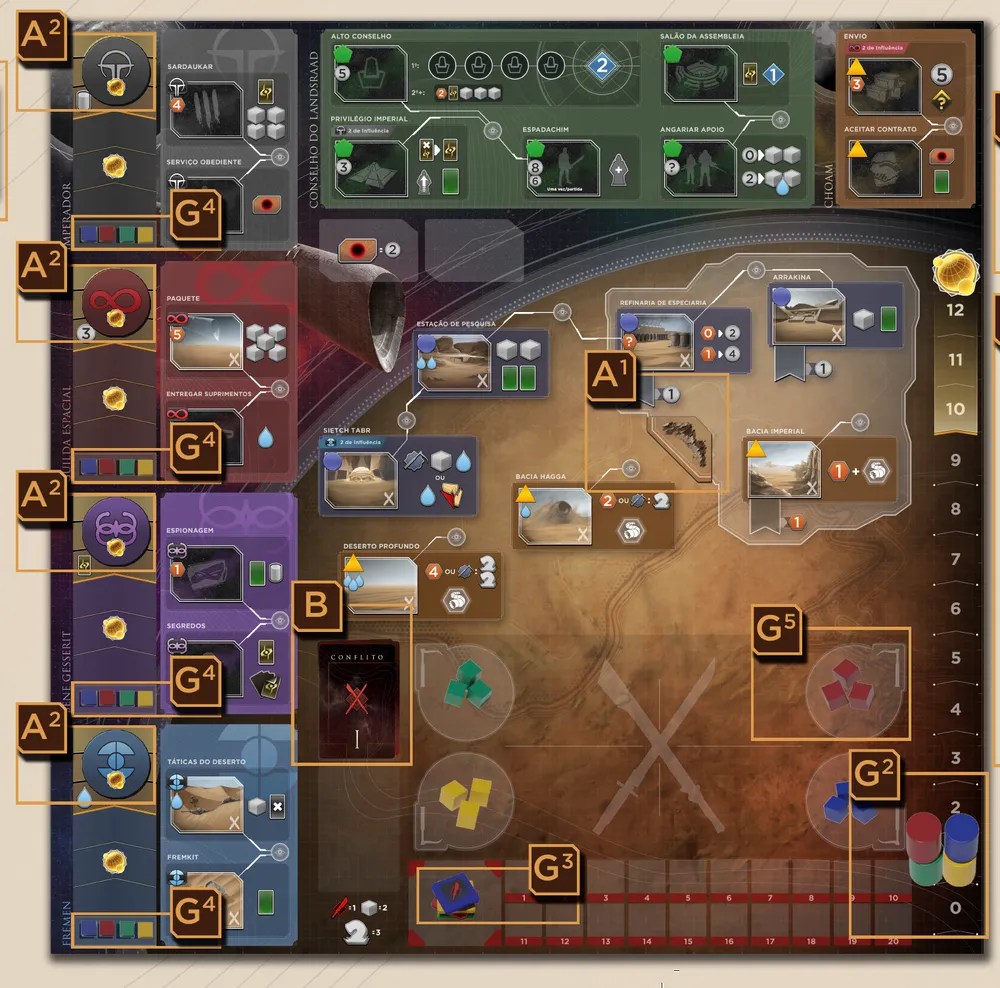 A²
SARDAUKAR
4
SERVIÇO OBEDIENTE
G⁴
CONSELHO DO LANDSRAAD
ALTO CONSELHO
5
1º:
2
2º+:
2
PRIVILÉGIO IMPERIAL
2 de Influência
3
ESPADACHIM
8
6
Uma vez/partida
+
SALÃO DA ASSEMBLEIA
1
ANGARIAR APOIO
?
0
2
CHOAM
ENVIO
2 de Influência
3
5
?
ACEITAR CONTRATO
= 2
A²
3
PAQUETE
5
X
ENTREGAR SUPRIMENTOS
G⁴
ESTAÇÃO DE PESQUISA
X
REFINARIA DE ESPECIARIA
?
X
0 2
1 4
1
ARRAKINA
X
1
A¹
SIETCH TABR
2 de Influência
X
OU
BACIA HAGGA
X
2 OU : 2
BACIA IMPERIAL
X
1 +
1
DESERTO PROFUNDO
X
4 OU : 2
2
A²
ESPIONAGEM
1
SEGREDOS
G⁴
BENE GESSERIT
B
CONFLITO
I
G⁵
A²
TÁTICAS DO DESERTO
X
FREMKIT
X
G⁴
FREMEN
=1 =2
=3
G³
G²
12
11
10
9
8
7
6
5
4
3
2
0
1 3 4 5 6 7 8 9 10
11 12 13 14 15 16 17 18 19 20